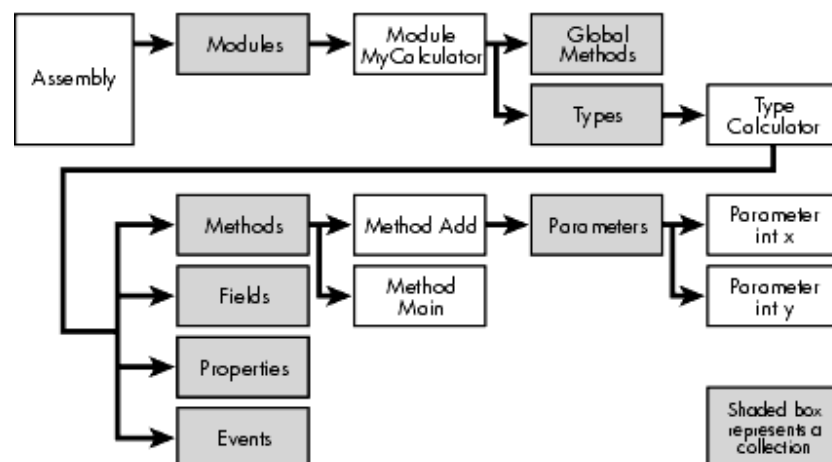 Assembly
Modules
Module
MyCalculator
Global
Methods
Types
Type
Calculator
Methods
Method Add
Parameters
Parameter
int x
Fields
Method
Main
Parameter
int y
Properties
Events
Shaded box
represents a
collection